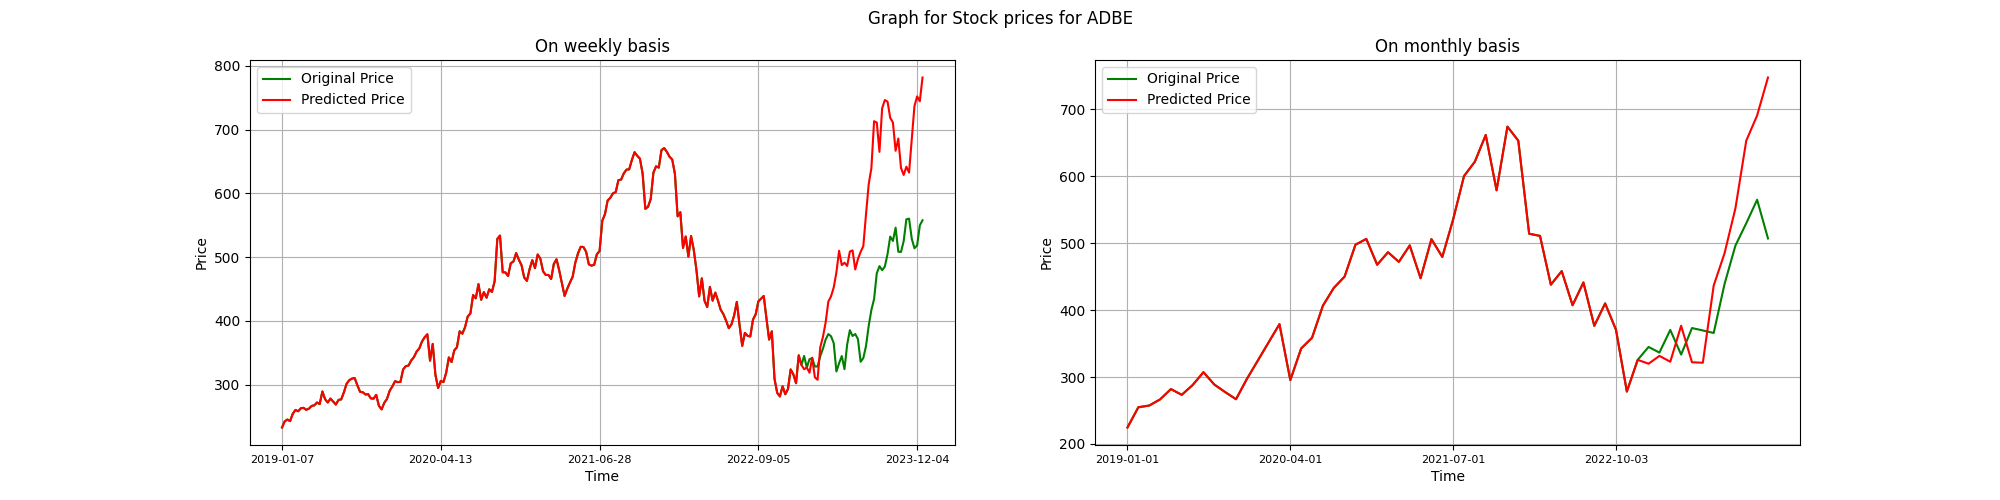 Graph for Stock prices for ADBE
On weekly basis
Original Price
Predicted Price
800
700
600
500
400
300
Price
2019-01-07
2020-04-13
2021-06-28
2022-09-05
2023-12-04
Time
On monthly basis
Original Price
Predicted Price
700
600
500
400
300
200
Price
2019-01-01
2020-04-01
2021-07-01
2022-10-03
Time